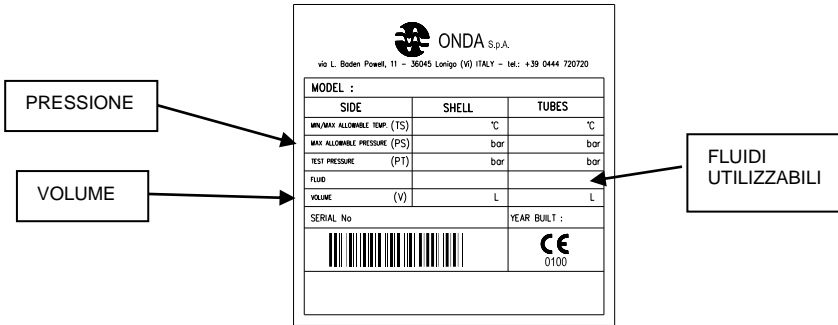 ONDA S.p.A.
via L. Baden Powell, 11 – 36045 Lonigo (Vi) ITALY – tel.: +39 0444 720720
MODEL :
SIDE SHELL TUBES
MIN/MAX ALLOWABLE TEMP. (TS) °C °C
MAX ALLOWABLE PRESSURE (PS) bar bar
TEST PRESSURE (PT) bar bar
FLUID
VOLUME (V) L L
SERIAL No YEAR BUILT :
CE
0100
PRESSIONE
VOLUME
FLUIDI
UTILIZZABILI